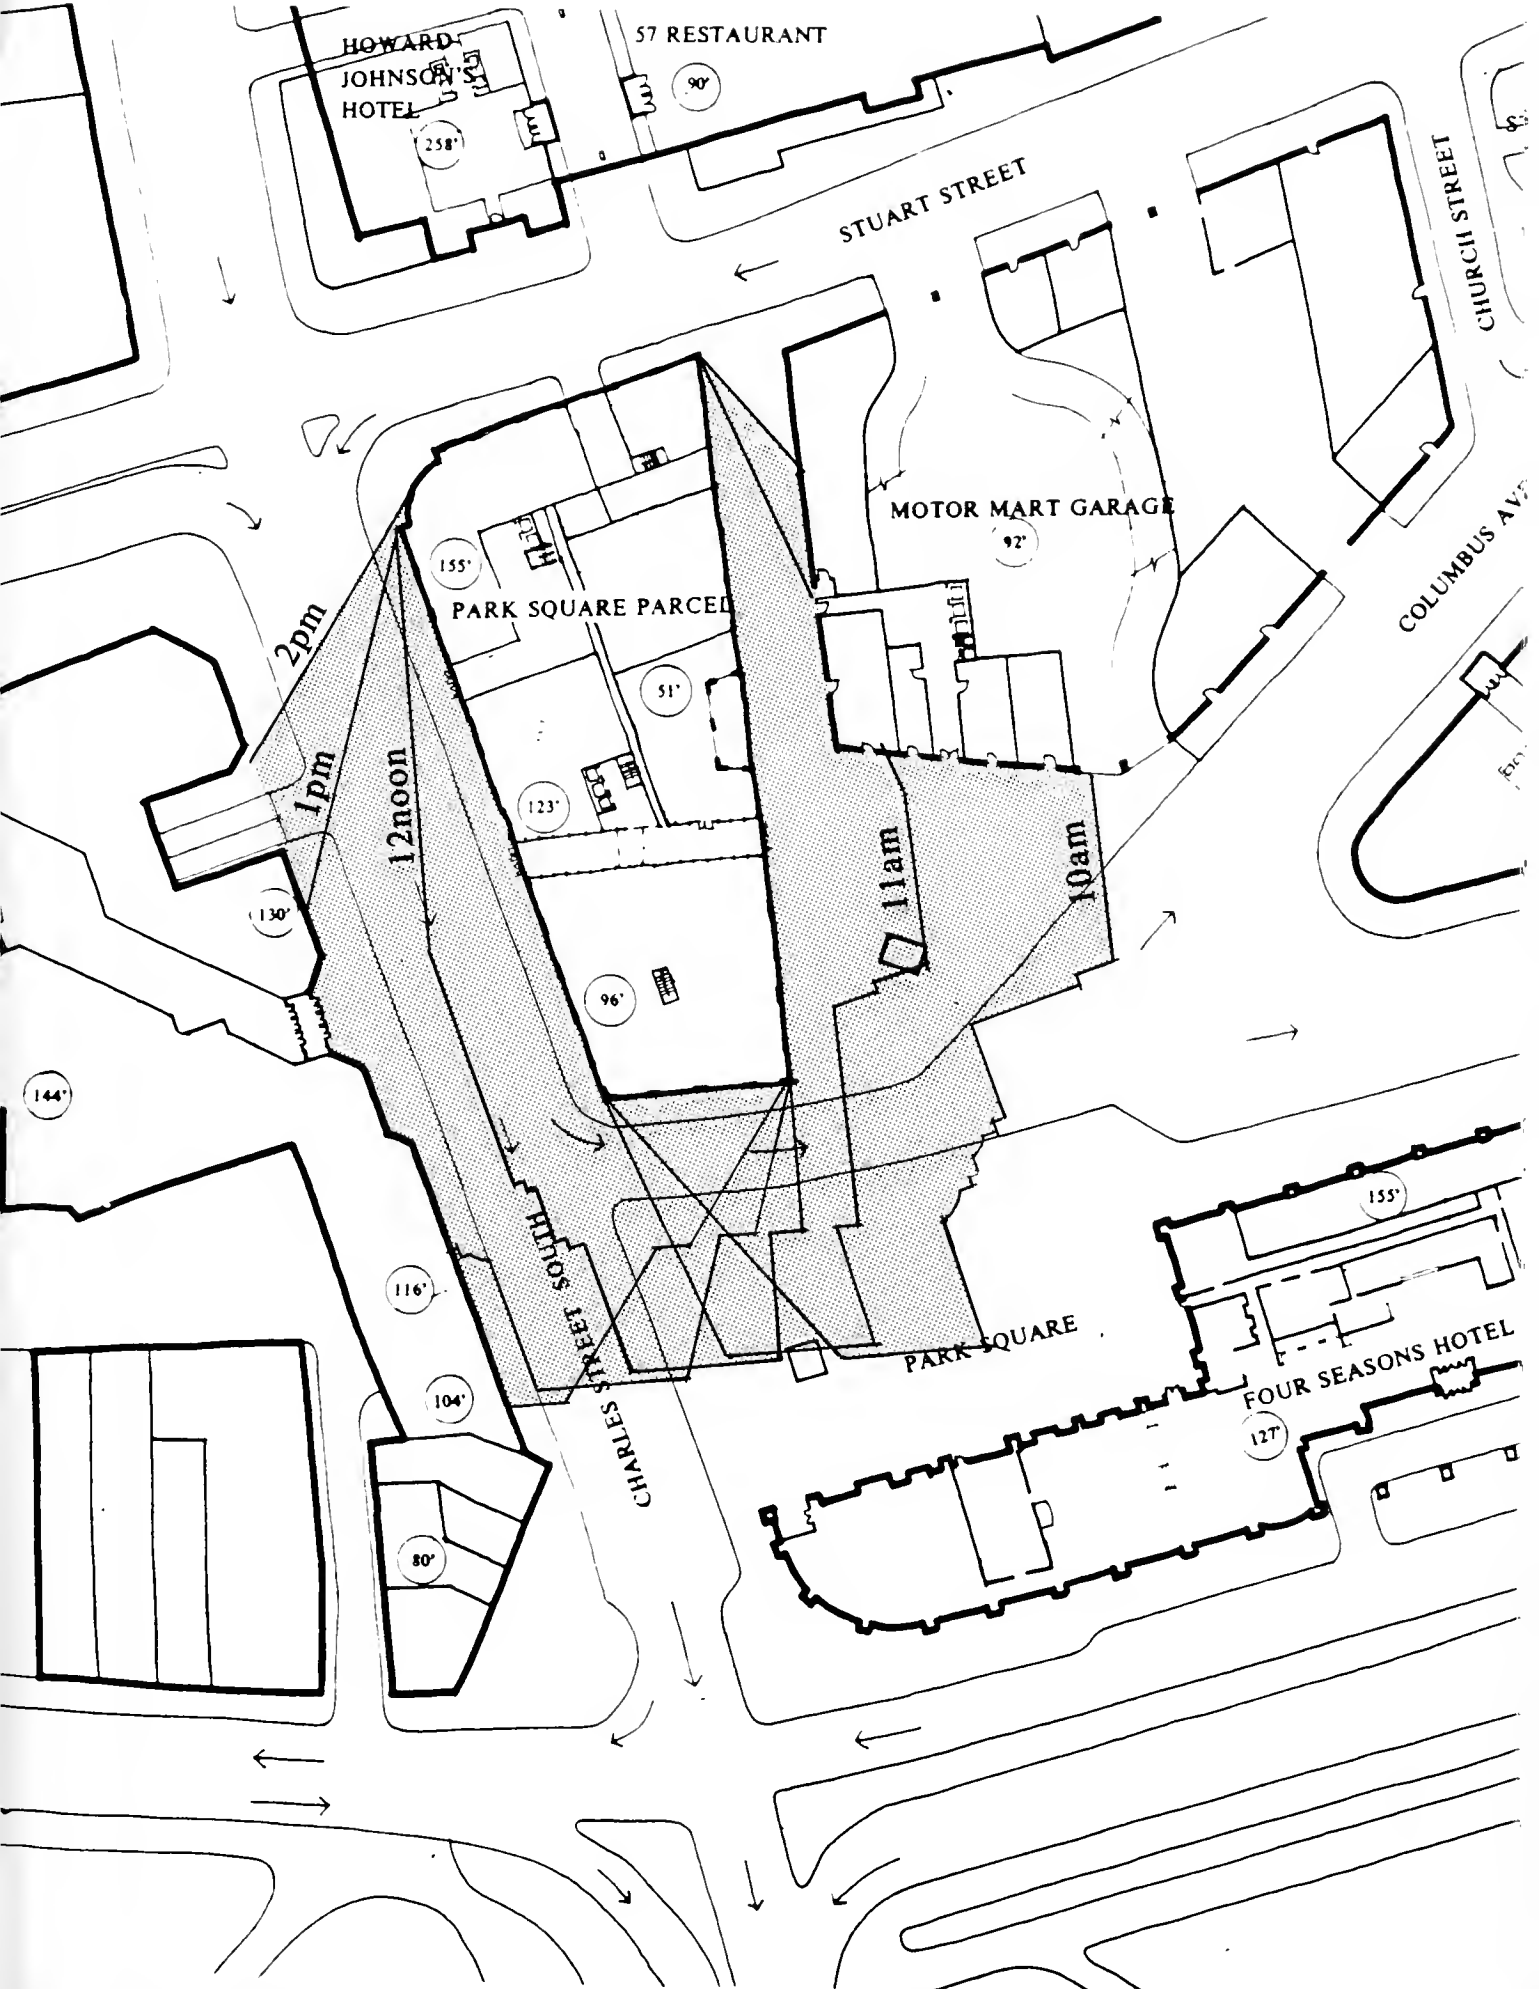 HOWARD
JOHNSON'S
HOTEL
258'
57 RESTAURANT
90'
STUART STREET
CHURCH STREET
MOTOR MART GARAGE
92'
COLUMBUS AV
155'
PARK SQUARE PARCEL
51'
123'
96'
2pm
1pm
12noon
11am
10am
130'
144'
116'
104'
80'
CHARLES STREET SOUTH
PARK SQUARE
155'
FOUR SEASONS HOTEL
127'